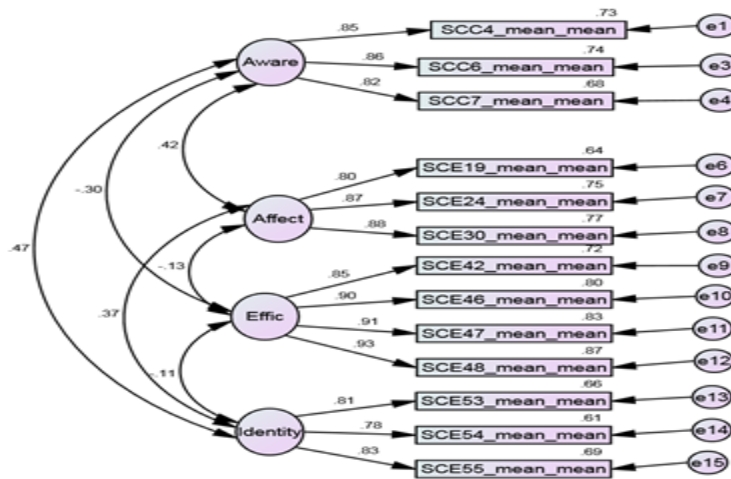 .73
.85 SCC4_mean_mean e1
.74
Aware .86 SCC6_mean_mean e3
.68
.82 SCC7_mean_mean e4
.42
.64
.80 SCE19_mean_mean e6
.75
-.30 .87 SCE24_mean_mean e7
.77
Affect .88 SCE30_mean_mean e8
.72
.47 -.13 .85 SCE42_mean_mean e9
.80
.37 .90 SCE46_mean_mean e10
.83
Effic .91 SCE47_mean_mean e11
.87
.93 SCE48_mean_mean e12
.66
-.11 .81 SCE53_mean_mean e13
.61
Identity .78 SCE54_mean_mean e14
.69
.83 SCE55_mean_mean e15